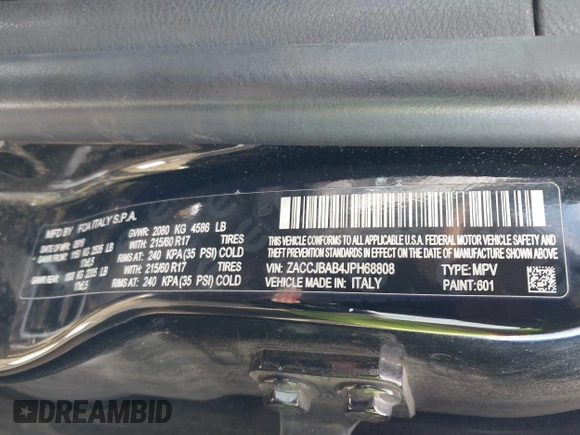 MFD BY FCA ITALY S.P.A.
GVWR: 2080 KG 4586 LB
WITH 215/60 R17 TIRES
RIMS AT: 240 KPA(35 PSI) COLD
WITH 215/60 R17 TIRES
RIMS AT: 240 KPA(35 PSI) COLD
THIS VEHICLE CONFORMS TO ALL APPLICABLE U.S.A. FEDERAL MOTOR VEHICLE
SAFETY, BUMPER, AND THEFT PREVENTION
STANDARDS IN EFFECT ON THE DATE OF MANUFACTURE SHOWN ABOVE
VIN: ZACCJBAB4JPH68808 TYPE: MPV
VEHICLE MADE IN: ITALY PAINT: 601
DREAMBID